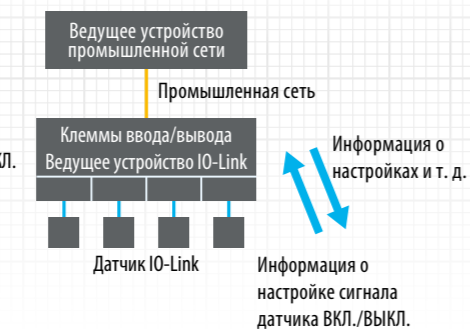 Ведущее устройство
промышленной сети
Промышленная сеть
Клеммы ввода/вывода
Ведущее устройство IO-Link
Информация о
настройках и т. д.
Датчик IO-Link
Информация о
настройке сигнала
датчика ВКЛ./ВЫКЛ.